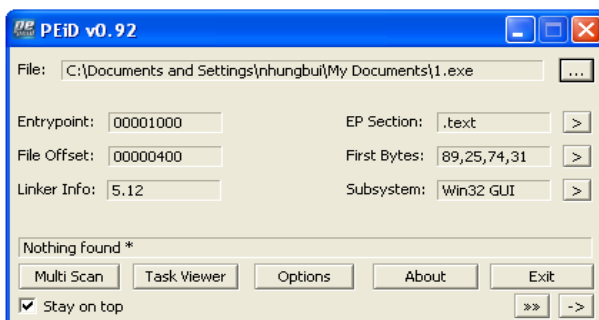 PEiD v0.92
File: C:\Documents and Settings\nhungbui\My Documents\1.exe ...
Entrypoint: 00001000 EP Section: .text >
File Offset: 00000400 First Bytes: 89,25,74,31 >
Linker Info: 5.12 Subsystem: Win32 GUI >
Nothing found *
Multi Scan Task Viewer Options About Exit
Stay on top »» ->